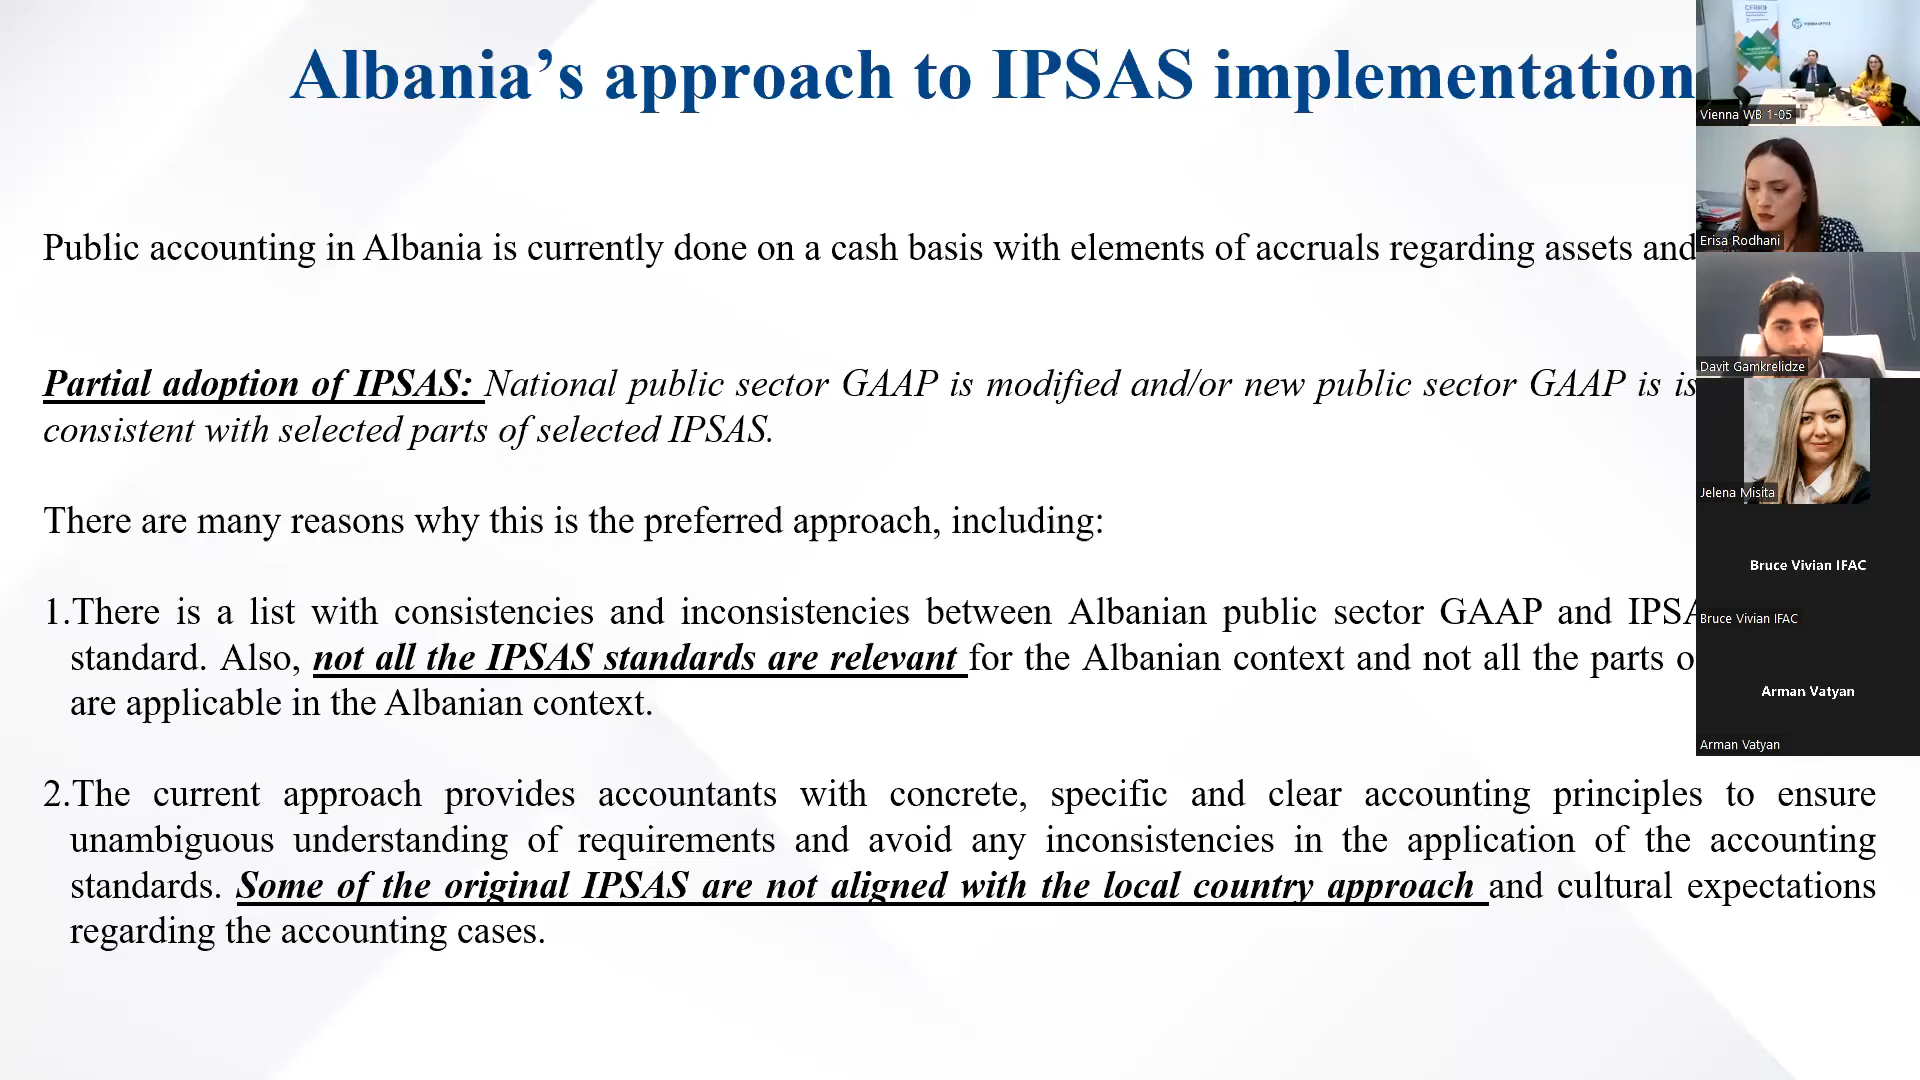 Albania’s approach to IPSAS implementation
Public accounting in Albania is currently done on a cash basis with elements of accruals regarding assets and
Partial adoption of IPSAS: National public sector GAAP is modified and/or new public sector GAAP is
consistent with selected parts of selected IPSAS.
There are many reasons why this is the preferred approach, including:
1.There is a list with consistencies and inconsistencies between Albanian public sector GAAP and
standard. Also, not all the IPSAS standards are relevant for the Albanian context and not all the parts
are applicable in the Albanian context.
2.The current approach provides accountants with concrete, specific and clear accounting principles to ensure
unambiguous understanding of requirements and avoid any inconsistencies in the application of the accounting
standards. Some of the original IPSAS are not aligned with the local country approach and cultural expectations
regarding the accounting cases.
CFRR
VIENNA OFFICE
Vienna WB 1-05
Erisa Rodhani
Davit Gamkrelidze
Jelena Misita
Bruce Vivian IFAC
Bruce Vivian IFAC
Arman Vatyan
Arman Vatyan